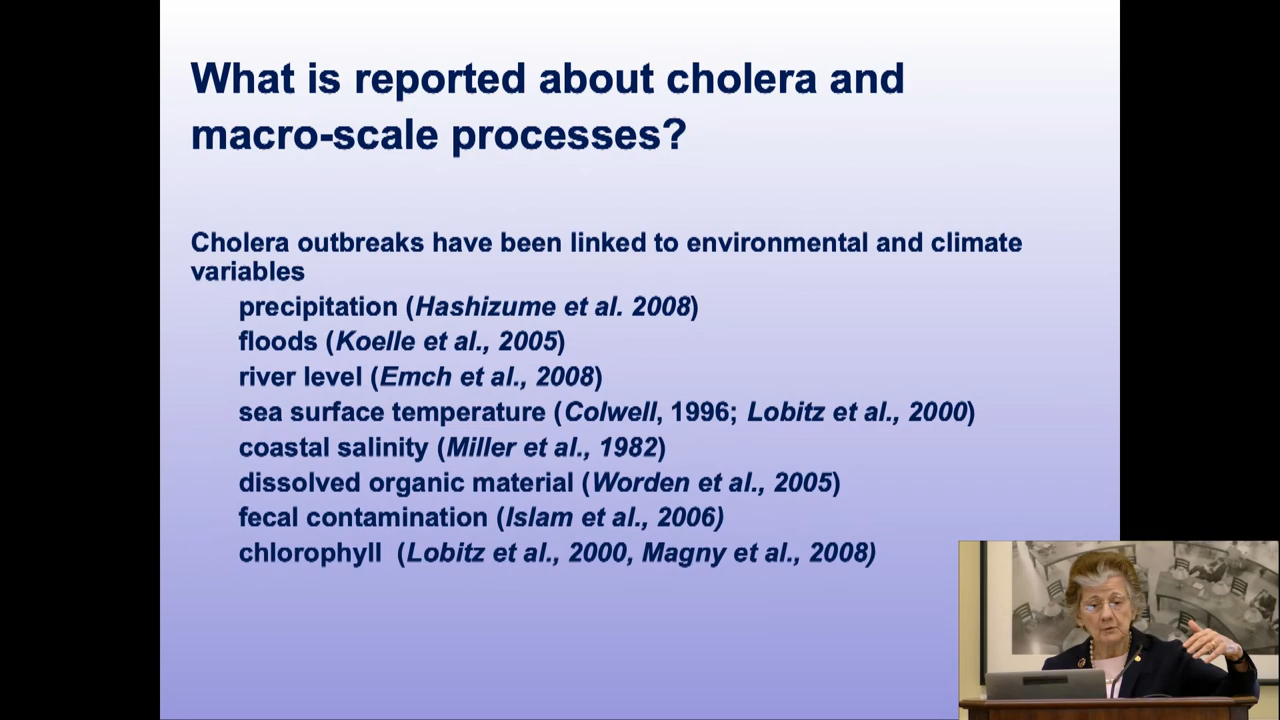 What is reported about cholera and
macro-scale processes?
Cholera outbreaks have been linked to environmental and climate
variables
precipitation (Hashizume et al. 2008)
floods (Koelle et al., 2005)
river level (Emch et al., 2008)
sea surface temperature (Colwell, 1996; Lobitz et al., 2000)
coastal salinity (Miller et al., 1982)
dissolved organic material (Worden et al., 2005)
fecal contamination (Islam et al., 2006)
chlorophyll (Lobitz et al., 2000, Magny et al., 2008)